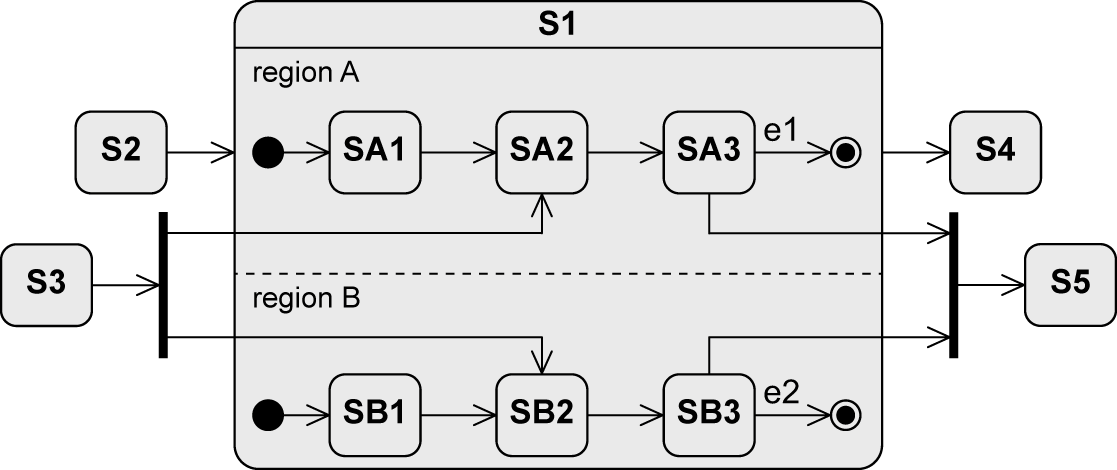 S1
region A
S2
SA1
SA2
SA3
e1
S4
S3
S5
region B
SB1
SB2
SB3
e2